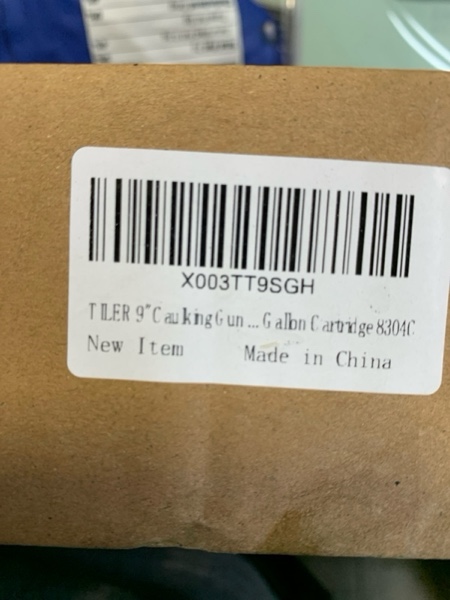 X003TT9SGH
TILER 9" Caulking Gun ... Gallon Cartridge 8304C
New Item Made in China